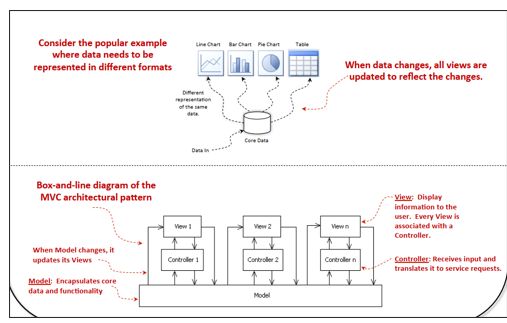 Consider the popular example
where data needs to be
represented in different formats
Line Chart
Bar Chart
Pie Chart
Table
When data changes, all views are
updated to reflect the changes.
Different
representation
of the same
data.
Data In
Core Data
Box-and-line diagram of the
MVC architectural pattern
View 1
View 2
View n
View: Display
information to the
user. Every View is
associated with a
Controller.
When Model changes, it
updates its Views
Controller 1
Controller 2
Controller n
Controller: Receives input and
translates it to service requests.
Model: Encapsulates core
data and functionality
Model